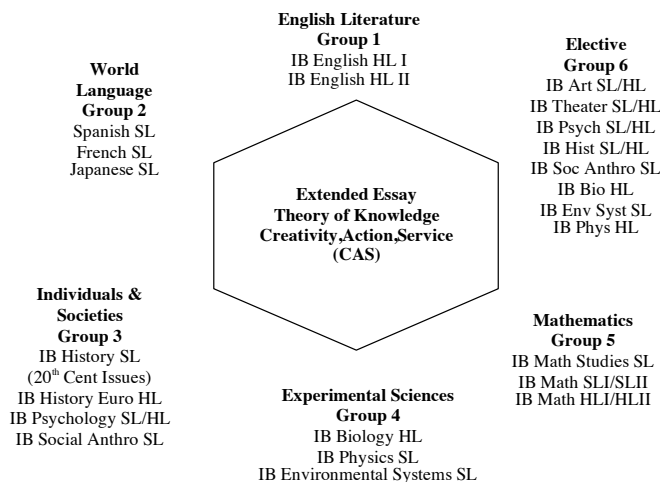 English Literature
Group 1
IB English HL I
IB English HL II
World
Language
Group 2
Spanish SL
French SL
Japanese SL
Elective
Group 6
IB Art SL/HL
IB Theater SL/HL
IB Psych SL/HL
IB Hist SL/HL
IB Soc Anthro SL
IB Bio HL
IB Env Syst SL
IB Phys HL
Extended Essay
Theory of Knowledge
Creativity,Action,Service
(CAS)
Individuals &
Societies
Group 3
IB History SL
(20th Cent Issues)
IB History Euro HL
IB Psychology SL/HL
IB Social Anthro SL
Experimental Sciences
Group 4
IB Biology HL
IB Physics SL
IB Environmental Systems SL
Mathematics
Group 5
IB Math Studies SL
IB Math SLI/SLII
IB Math HLI/HLII